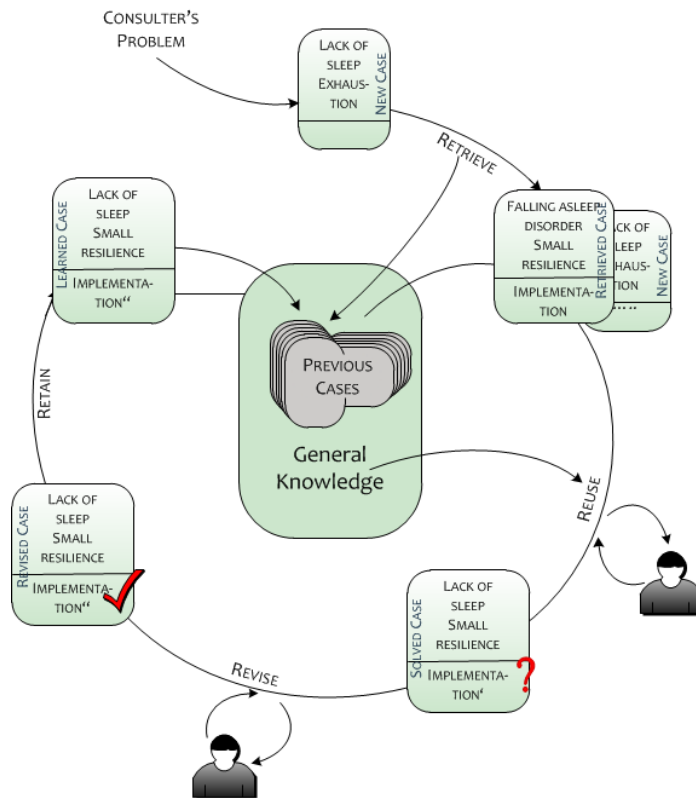 CONSULTER'S
PROBLEM
LACK OF
SLEEP
EXHAUS-
TION
NEW CASE
RETRIEVE
FALLING ASLEEP
DISORDER
SMALL
RESILIENCE
IMPLEMENTATION
RETRIEVED CASE
ACK OF
LEEP
HAUS-
TION
.....
NEW CASE
LACK OF
SLEEP
SMALL
RESILIENCE
IMPLEMENTA-
TION“
LEARNED CASE
PREVIOUS
CASES
General
Knowledge
RETAIN
REUSE
LACK OF
SLEEP
SMALL
RESILIENCE
IMPLEMENTA-
TION“
REVISED CASE
LACK OF
SLEEP
SMALL
RESILIENCE
IMPLEMENTA-
TION‘
?
SOLVED CASE
REVISE